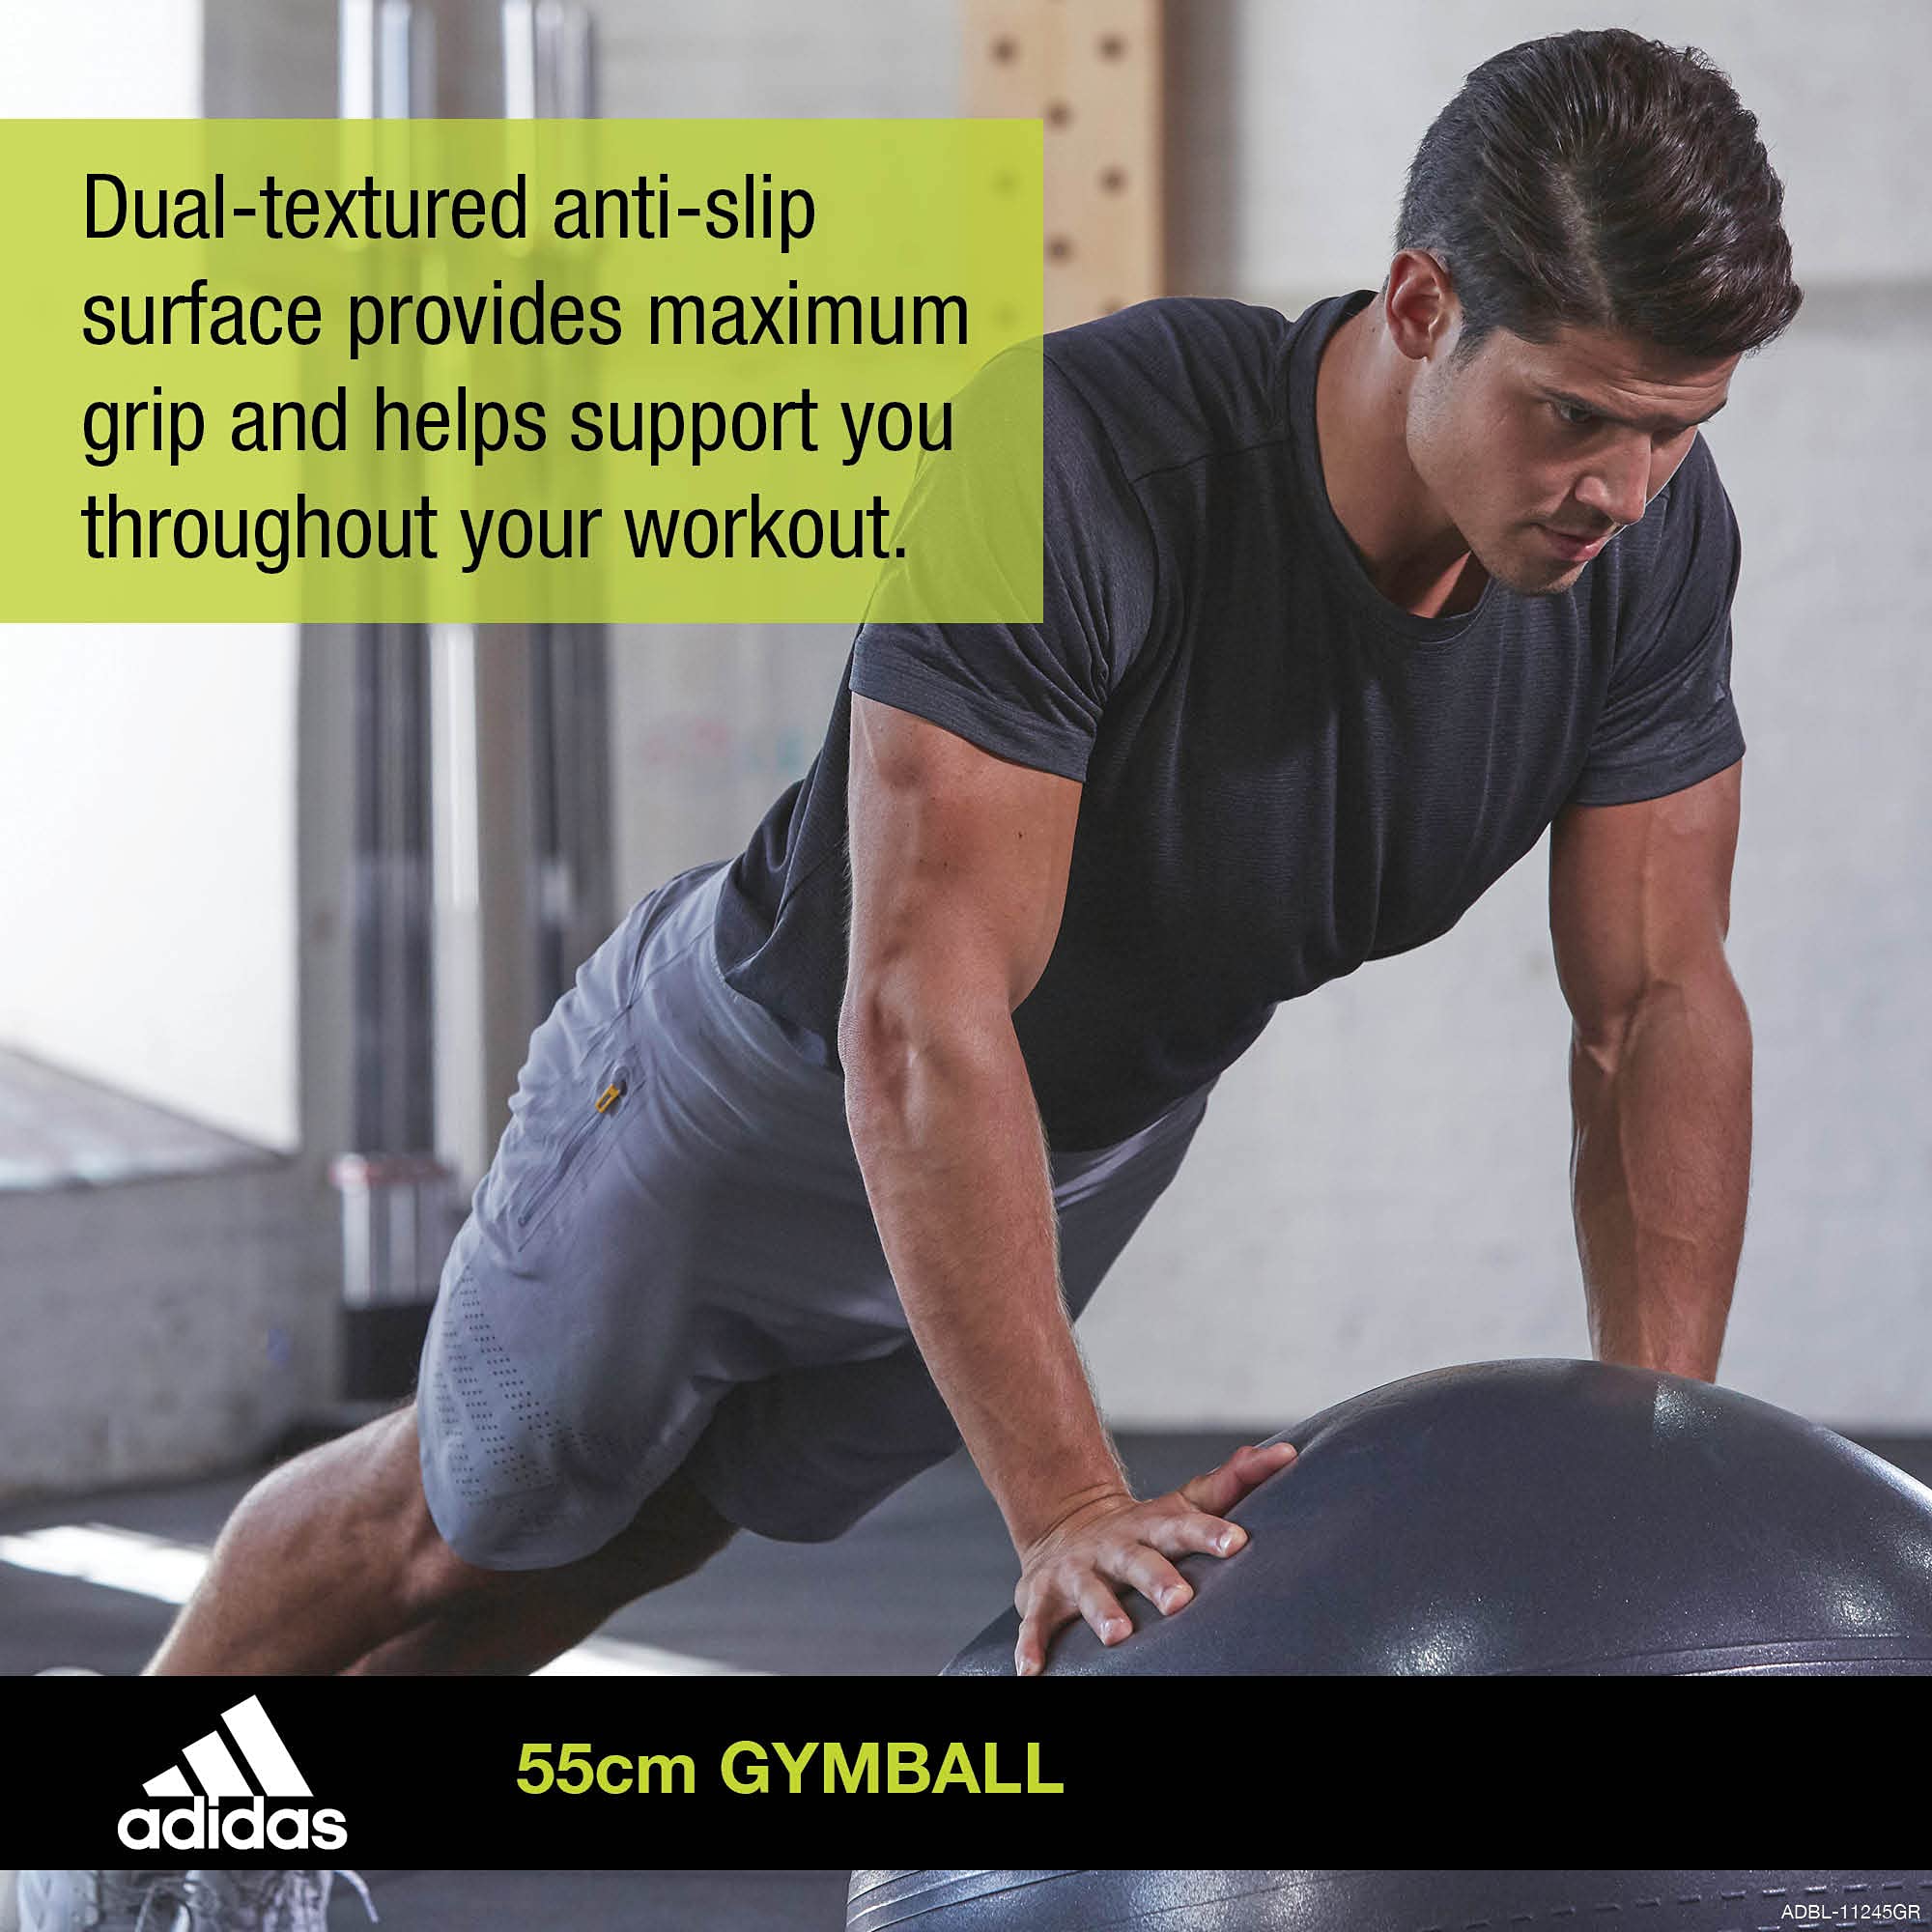 Dual-textured anti-slip
surface provides maximum
grip and helps support you
throughout your workout.
adidas
55cm GYMBALL
ADBL-11245GR